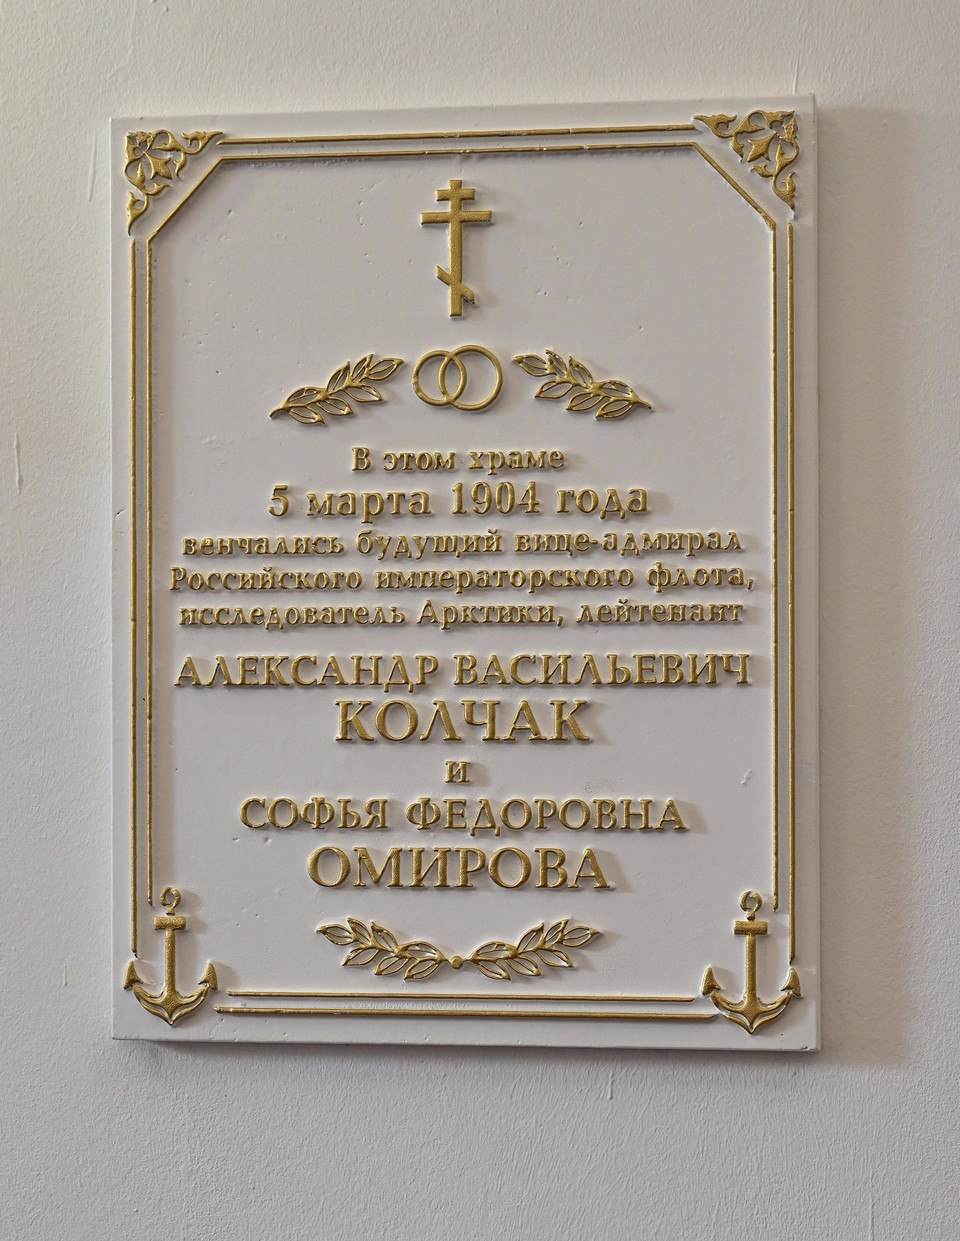 В этом храме
5 марта 1904 года
венчались будущий вице-адмирал
Российского императорского флота,
исследователь Арктики, лейтенант
АЛЕКСАНДР ВАСИЛЬЕВИЧ
КОЛЧАК
и
СОФЬЯ ФЕДОРОВНА
ОМИРОВА